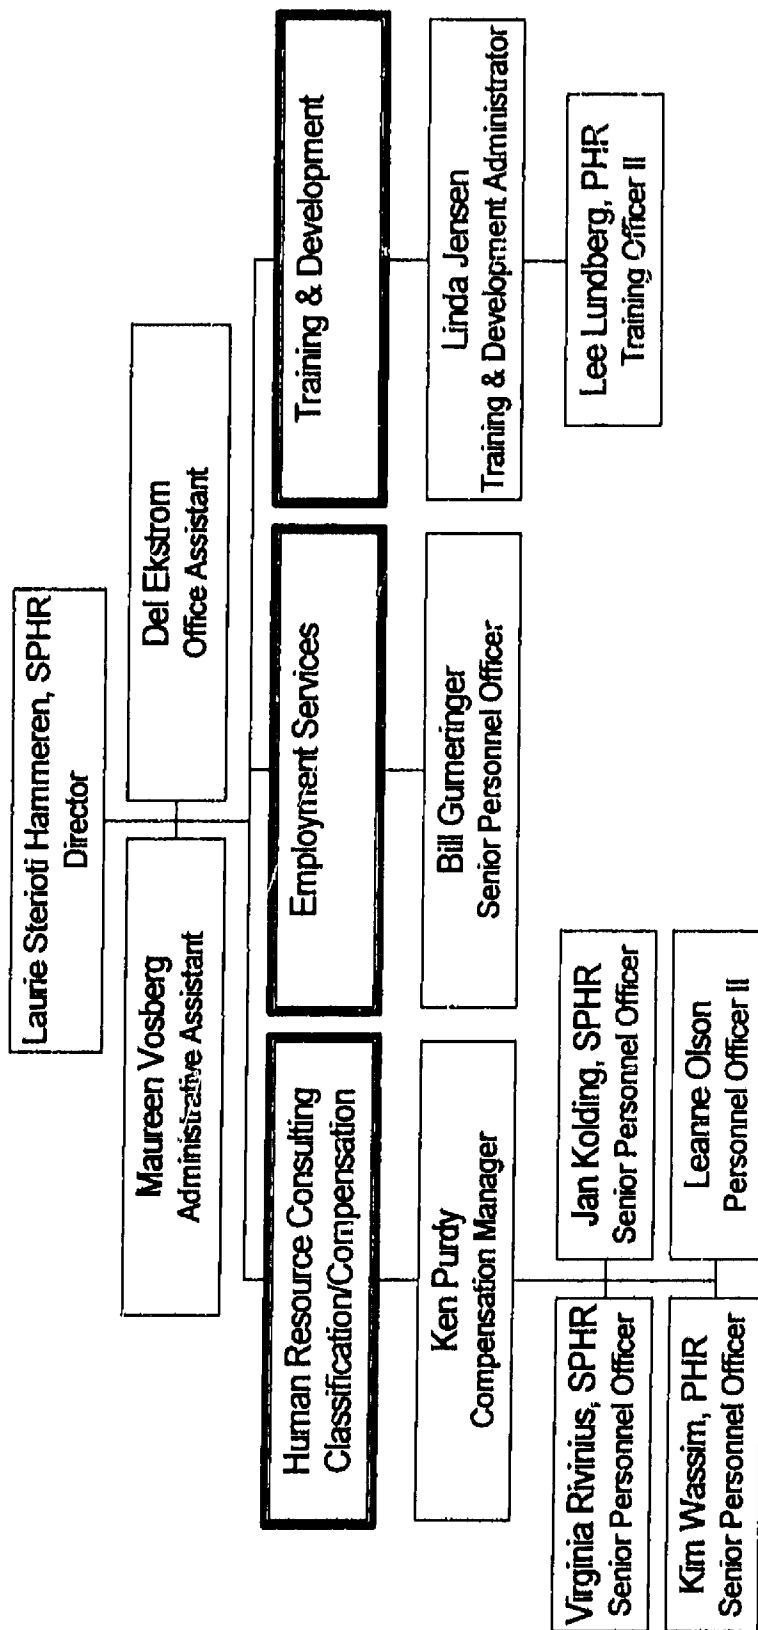 Laurie Sterioti Hammeren, SPHR
Director
Maureen Vosberg
Administrative Assistant
Del Ekstrom
Office Assistant
Human Resource Consulting
Classification/Compensation
Employment Services
Training & Development
Ken Purdy
Compensation Manager
Bill Gumeringer
Senior Personnel Officer
Linda Jensen
Training & Development Administrator
Virginia Rivinius, SPHR
Senior Personnel Officer
Jan Kolding, SPHR
Senior Personnel Officer
Lee Lundberg, PHR
Training Officer II
Kim Wassim, PHR
Senior Personnel Officer
Leanne Olson
Personnel Officer II